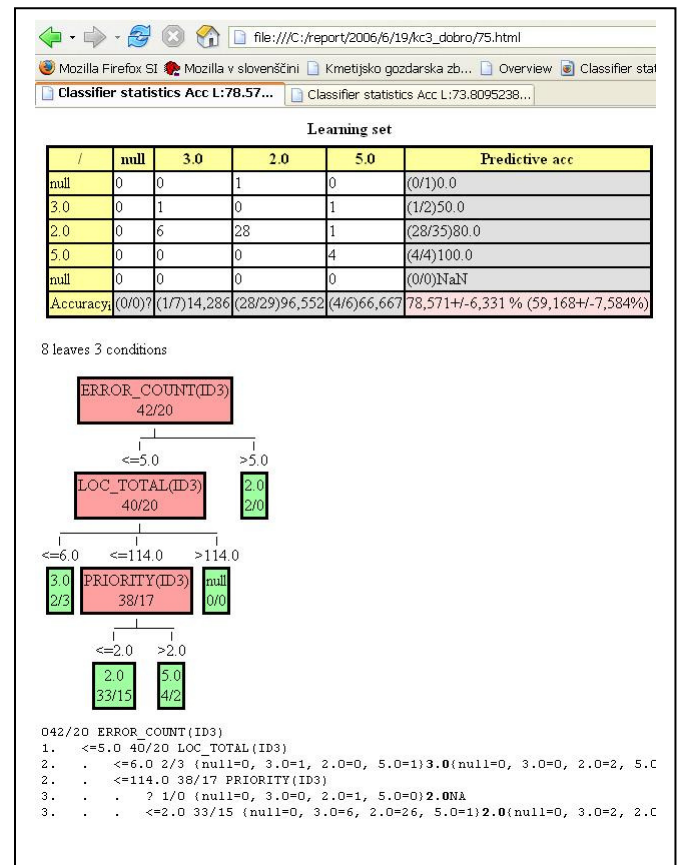 file:///C:/report/2006/6/19/kc3_dobro/75.html
Mozilla Firefox SI Mozilla v slovenščini Kmetijsko gozdarska zb... Overview Classifier stat
Classifier statistics Acc L:78.57... Classifier statistics Acc L:73.8095238...
Learning set
/ null 3.0 2.0 5.0 Predictive acc
null 0 0 1 0 (0/1)0.0
3.0 0 1 0 1 (1/2)50.0
2.0 0 6 28 1 (28/35)80.0
5.0 0 0 0 4 (4/4)100.0
null 0 0 0 0 (0/0)NaN
Accuracyi (0/0)? (1/7)14,286 (28/29)96,552 (4/6)66,667 78,571+/-6,331 % (59,168+/-7,584%)
8 leaves 3 conditions
ERROR_COUNT(ID3)
42/20
<=5.0 >5.0
LOC_TOTAL(ID3) 2.0
40/20 2/0
<=6.0 <=114.0 >114.0
3.0 PRIORITY(ID3) null
2/3 38/17 0/0
<=2.0 >2.0
2.0 5.0
33/15 4/2
042/20 ERROR_COUNT(ID3)
1. <=5.0 40/20 LOC_TOTAL(ID3)
2. . <=6.0 2/3 {null=0, 3.0=1, 2.0=0, 5.0=1}3.0{null=0, 3.0=0, 2.0=2, 5.0
2. . <=114.0 38/17 PRIORITY(ID3)
3. . . ? 1/0 {null=0, 3.0=0, 2.0=1, 5.0=0}2.0NA
3. . . <=2.0 33/15 {null=0, 3.0=6, 2.0=26, 5.0=1}2.0{null=0, 3.0=2, 2.0